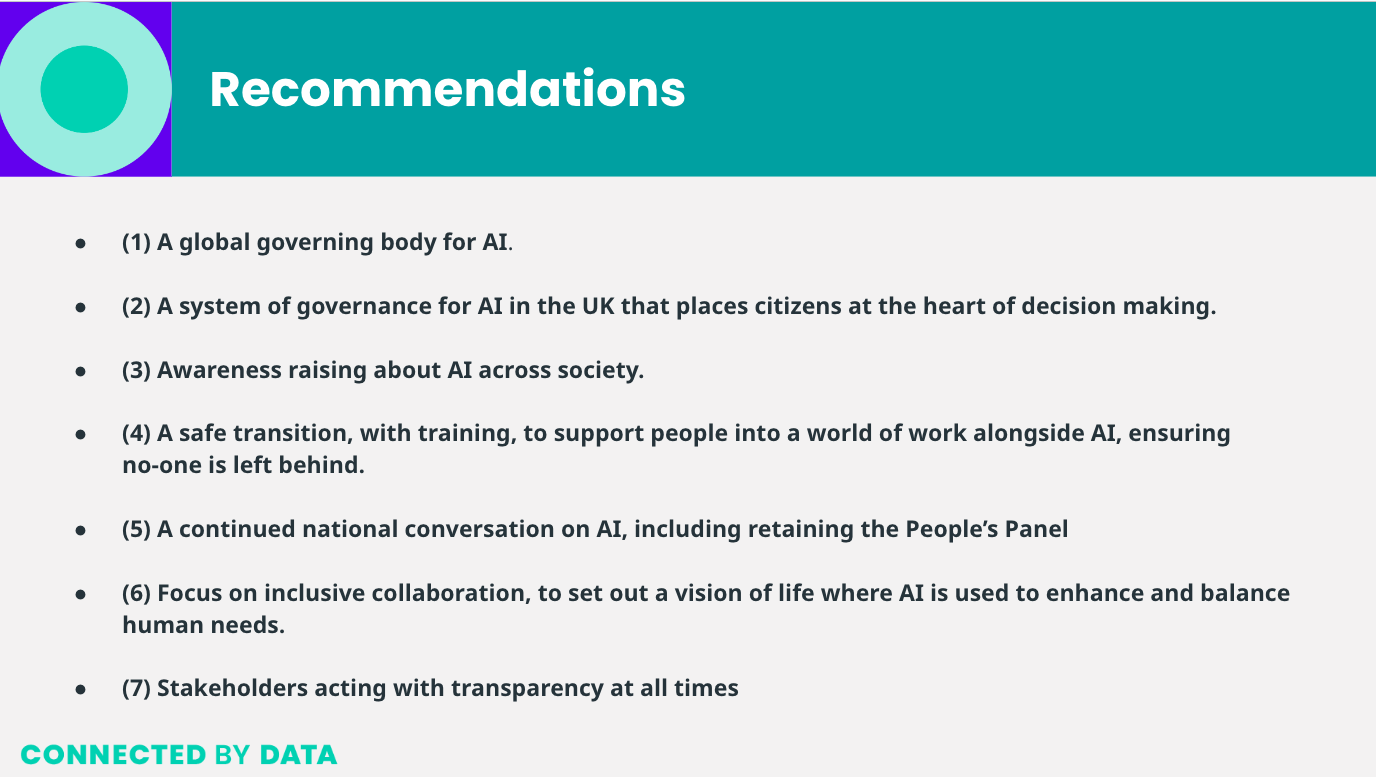 Recommendations
● (1) A global governing body for AI.
● (2) A system of governance for AI in the UK that places citizens at the heart of decision making.
● (3) Awareness raising about AI across society.
● (4) A safe transition, with training, to support people into a world of work alongside AI, ensuring
no-one is left behind.
● (5) A continued national conversation on AI, including retaining the People’s Panel
● (6) Focus on inclusive collaboration, to set out a vision of life where AI is used to enhance and balance
human needs.
● (7) Stakeholders acting with transparency at all times
CONNECTED BY DATA